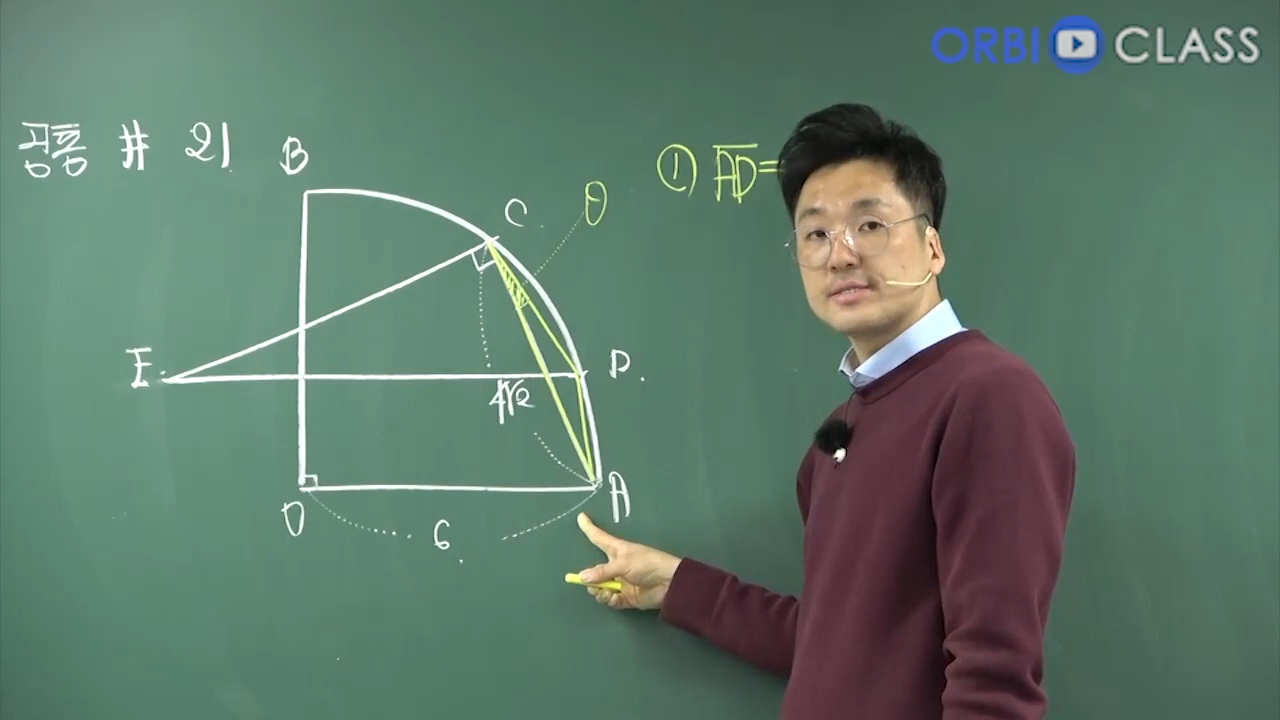 ORBI CLASS
공통 # 21.
B
C.
θ
① AD=
E.
D.
4√2
O
A
6.